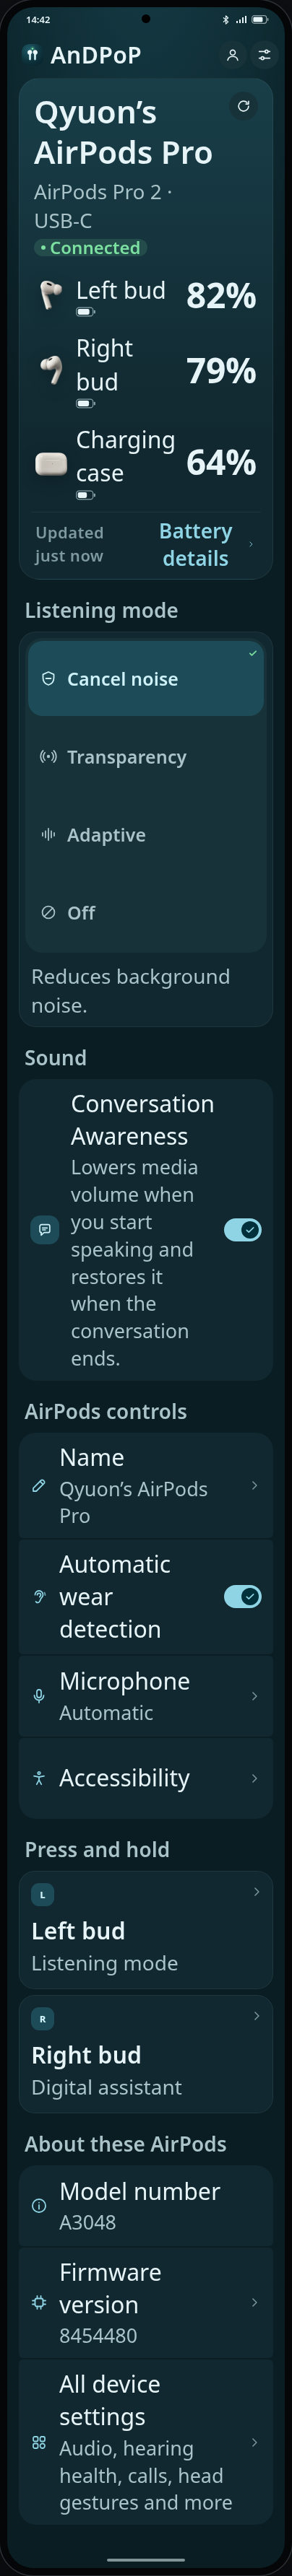 14:42
AnDPoP
Qyuon’s
AirPods Pro
AirPods Pro 2 ·
USB-C
• Connected
Left bud
82%
Right
bud
79%
Charging
case
64%
Updated
just now
Battery
details
Listening mode
Cancel noise
Transparency
Adaptive
Off
Reduces background
noise.
Sound
Conversation
Awareness
Lowers media
volume when
you start
speaking and
restores it
when the
conversation
ends.
AirPods controls
Name
Qyuon’s AirPods
Pro
Automatic
wear
detection
Microphone
Automatic
Accessibility
Press and hold
L
Left bud
Listening mode
R
Right bud
Digital assistant
About these AirPods
Model number
A3048
Firmware
version
8454480
All device
settings
Audio, hearing
health, calls, head
gestures and more